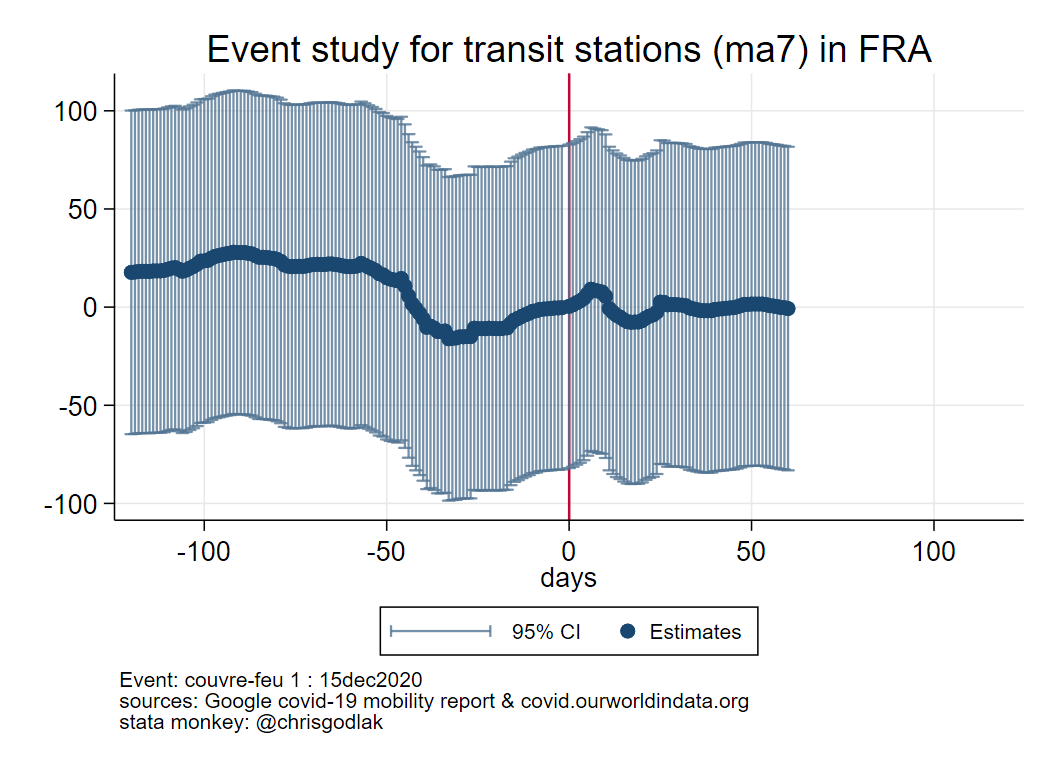 Event study for transit stations (ma7) in FRA
100
50
0
-50
-100
-100 -50 0 50 100
days
95% CI Estimates
Event: couvre-feu 1 : 15dec2020
sources: Google covid-19 mobility report & covid.ourworldindata.org
stata monkey: @chrisgodlak